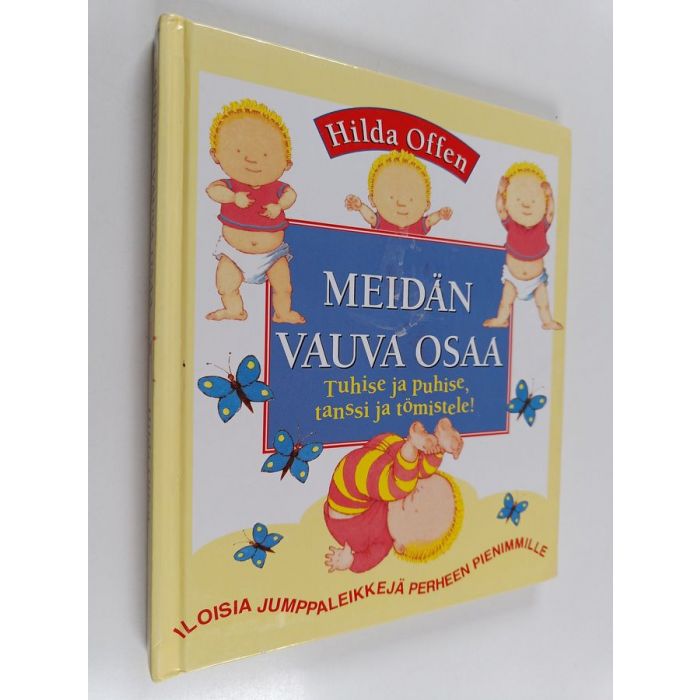 Hilda Offen
MEIDÄN
VAUVA OSAA
Tuhise ja puhise,
tanssi ja tömistele!
ILOISIA JUMPPALEIKKEJÄ PERHEEN PIENIMMILLE